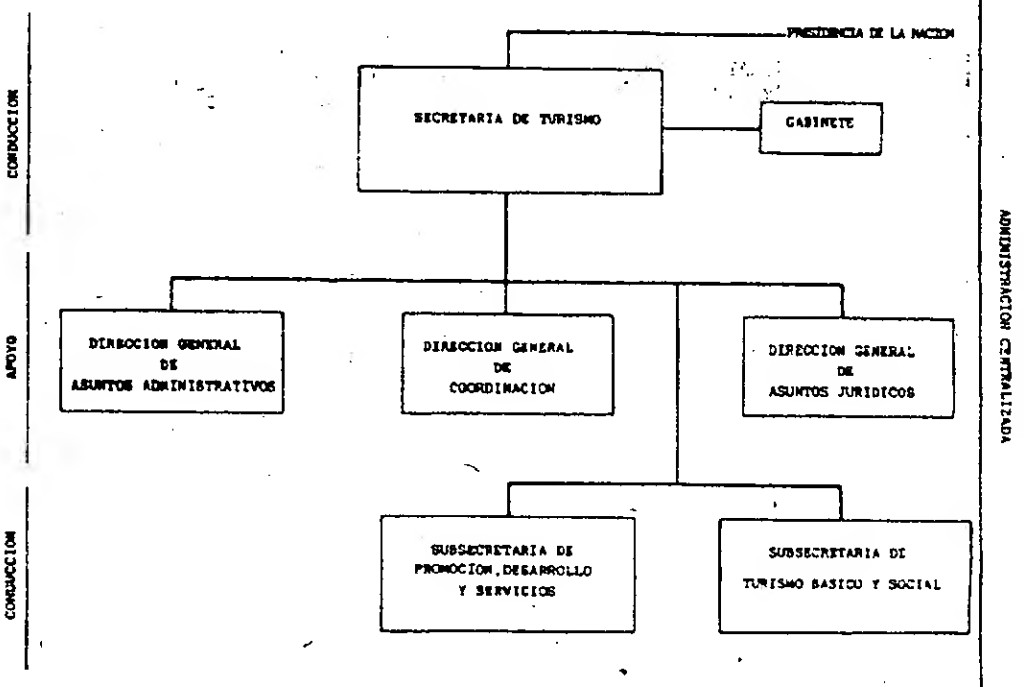 PRESIDENCIA DE LA NACION
CONDUCCION
SECRETARIA DE TURISMO
GABINETE
ADMINISTRACION CENTRALIZADA
APOYO
DIRECCION GENERAL
DE
ASUNTOS ADMINISTRATIVOS
DIRECCION GENERAL
DE
COORDINACION
DIRECCION GENERAL
DE
ASUNTOS JURIDICOS
CONDUCCION
SUBSECRETARIA DE
PROMOCION, DESARROLLO
Y SERVICIOS
SUBSECRETARIA DE
TURISMO BASICO Y SOCIAL